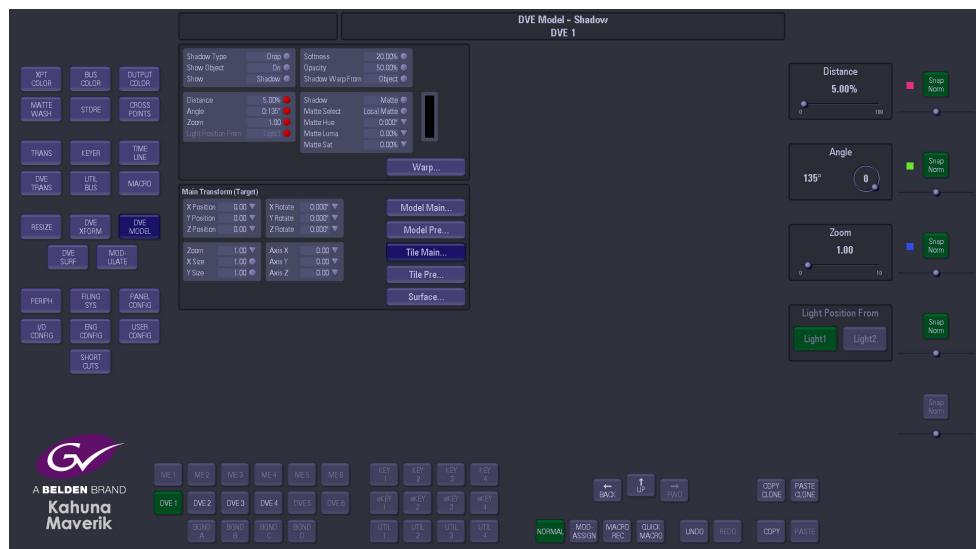 DVE Model - Shadow
DVE 1
XPT COLOR
BUS COLOR
OUTPUT COLOR
MATTE WASH
STORE
CROSS POINTS
TRANS
KEYER
TIME LINE
DVE TRANS
UTIL BUS
MACRO
RESIZE
DVE XFORM
DVE MODEL
DVE SURF
MOD- ULATE
PERIPH
FILING SYS
PANEL CONFIG
I/O CONFIG
ENG CONFIG
USER CONFIG
SHORT CUTS
Shadow Type Drop
Show Object On
Show Shadow
Softness 20.00%
Opacity 50.00%
Shadow Warp From Object
Distance 5.00%
Angle 0:135°
Zoom 1.00
Light Position From Light1
Shadow Matte
Matte Select Local Matte
Matte Hue 0:000°
Matte Luma 0.00%
Matte Sat 0.00%
Warp...
Main Transform (Target)
X Position 0.00
Y Position 0.00
Z Position 0.00
X Rotate 0:000°
Y Rotate 0:000°
Z Rotate 0:000°
Zoom 1.00
X Size 1.00
Y Size 1.00
Axis X 0.00
Axis Y 0.00
Axis Z 0.00
Model Main...
Model Pre...
Tile Main...
Tile Pre...
Surface...
Distance
5.00%
0 100
Snap Norm
Angle
135° 0
Snap Norm
Zoom
1.00
0 10
Snap Norm
Light Position From
Light1 Light2
Snap Norm
Snap Norm
GV
A BELDEN BRAND
Kahuna
Maverik
ME 1 ME 2 ME 3 ME 4 ME 5 ME 6
DVE 1 DVE 2 DVE 3 DVE 4 DVE 5 DVE 6
BGND A BGND B BGND C BGND D
KEY 1 KEY 2 KEY 3 KEY 4
eKEY 1 eKEY 2 eKEY 3 eKEY 4
UTIL 1 UTIL 2 UTIL 3 UTIL 4
BACK UP FWD
COPY CLONE PASTE CLONE
NORMAL MOD- ASSIGN MACRO REC QUICK MACRO UNDO REDO COPY PASTE